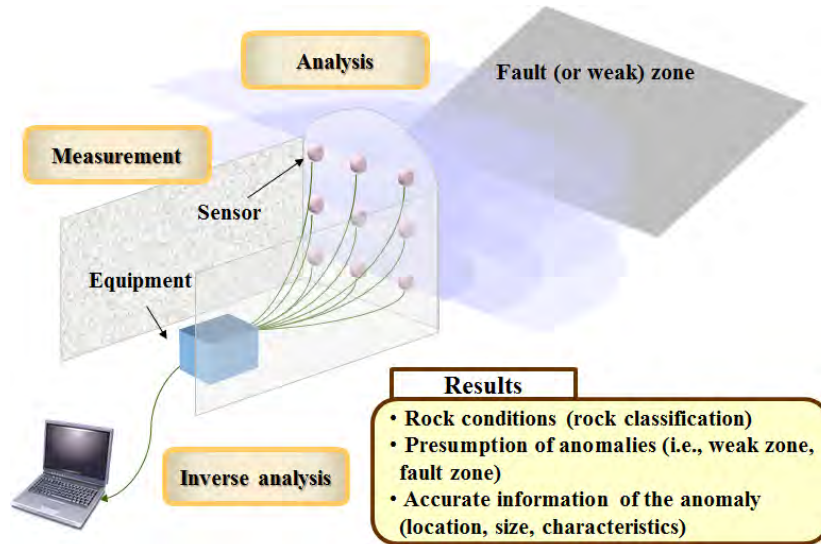 Analysis
Fault (or weak) zone
Measurement
Sensor
Equipment
Results
• Rock conditions (rock classification)
• Presumption of anomalies (i.e., weak zone,
fault zone)
• Accurate information of the anomaly
(location, size, characteristics)
Inverse analysis